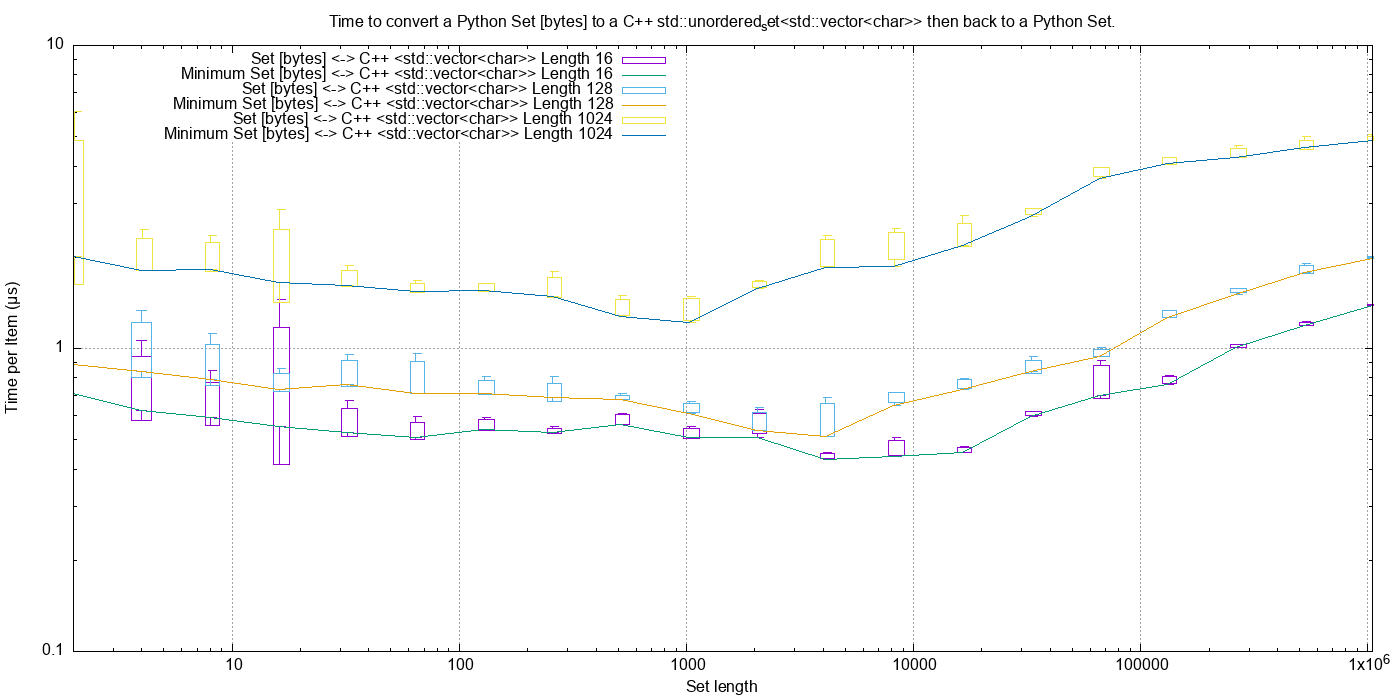 Time to convert a Python Set [bytes] to a C++ std::unordered_set<std::vector<char>> then back to a Python Set.
10
Set [bytes] <-> C++ <std::vector<char>> Length 16
Minimum Set [bytes] <-> C++ <std::vector<char>> Length 16
Set [bytes] <-> C++ <std::vector<char>> Length 128
Minimum Set [bytes] <-> C++ <std::vector<char>> Length 128
Set [bytes] <-> C++ <std::vector<char>> Length 1024
Minimum Set [bytes] <-> C++ <std::vector<char>> Length 1024
Time per Item (µs)
1
0.1
10 100 1000 10000 100000 1x10⁶
Set length